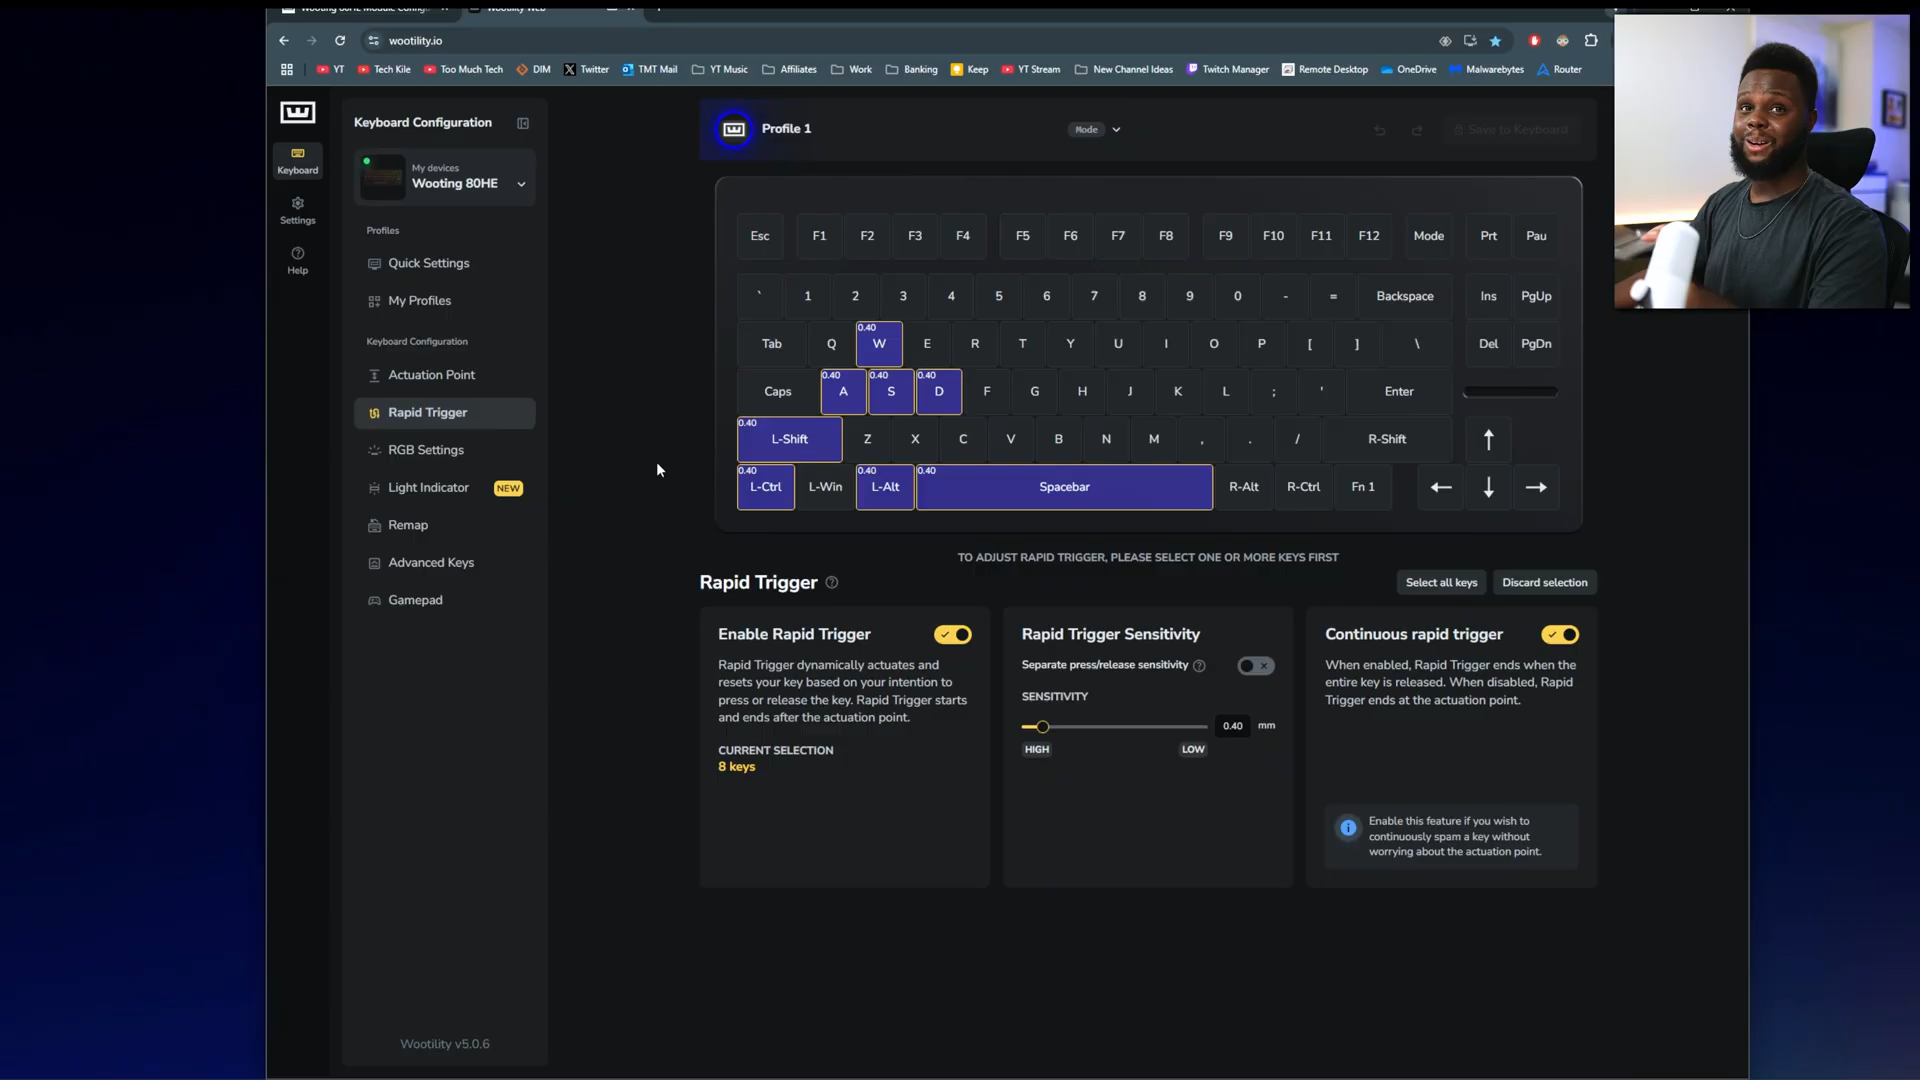 Wooting 80HE Module Config
Wootility Web
wootility.io
YT
Tech Kile
Too Much Tech
DIM
Twitter
TMT Mail
YT Music
Affiliates
Work
Banking
Keep
YT Stream
New Channel Ideas
Twitch Manager
Remote Desktop
OneDrive
Malwarebytes
Router
Keyboard
Settings
Help
Keyboard Configuration
My devices
Wooting 80HE
Profiles
Quick Settings
My Profiles
Keyboard Configuration
Actuation Point
Rapid Trigger
RGB Settings
Light Indicator NEW
Remap
Advanced Keys
Gamepad
Wootility v5.0.6
Profile 1
Mode
Save to Keyboard
Esc F1 F2 F3 F4 F5 F6 F7 F8 F9 F10 F11 F12 Mode Prt Pau
` 1 2 3 4 5 6 7 8 9 0 - = Backspace Ins PgUp
0.40
Tab Q W E R T Y U I O P [ ] \ Del PgDn
0.40 0.40 0.40
Caps A S D F G H J K L ; ' Enter
0.40
L-Shift Z X C V B N M , . / R-Shift ↑
0.40 0.40 0.40
L-Ctrl L-Win L-Alt Spacebar R-Alt R-Ctrl Fn 1 ← ↓ →
TO ADJUST RAPID TRIGGER, PLEASE SELECT ONE OR MORE KEYS FIRST
Rapid Trigger
Select all keys
Discard selection
Enable Rapid Trigger
Rapid Trigger dynamically actuates and
resets your key based on your intention to
press or release the key. Rapid Trigger starts
and ends after the actuation point.
CURRENT SELECTION
8 keys
Rapid Trigger Sensitivity
Separate press/release sensitivity
SENSITIVITY
0.40 mm
HIGH LOW
Continuous rapid trigger
When enabled, Rapid Trigger ends when the
entire key is released. When disabled, Rapid
Trigger ends at the actuation point.
Enable this feature if you wish to
continuously spam a key without
worrying about the actuation point.